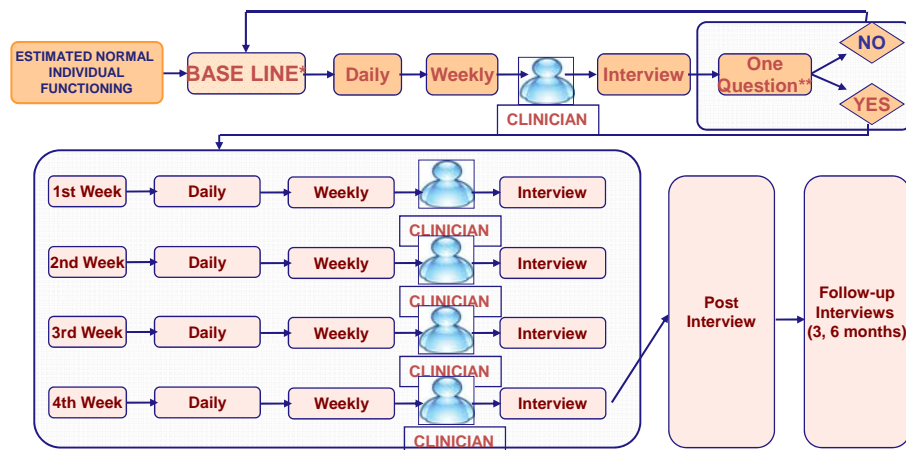 ESTIMATED NORMAL
INDIVIDUAL
FUNCTIONING
BASE LINE*
Daily
Weekly
CLINICIAN
Interview
One
Question**
NO
YES
1st Week
Daily
Weekly
CLINICIAN
Interview
2nd Week
Daily
Weekly
CLINICIAN
Interview
3rd Week
Daily
Weekly
CLINICIAN
Interview
4th Week
Daily
Weekly
CLINICIAN
Interview
Post
Interview
Follow-up
Interviews
(3, 6 months)